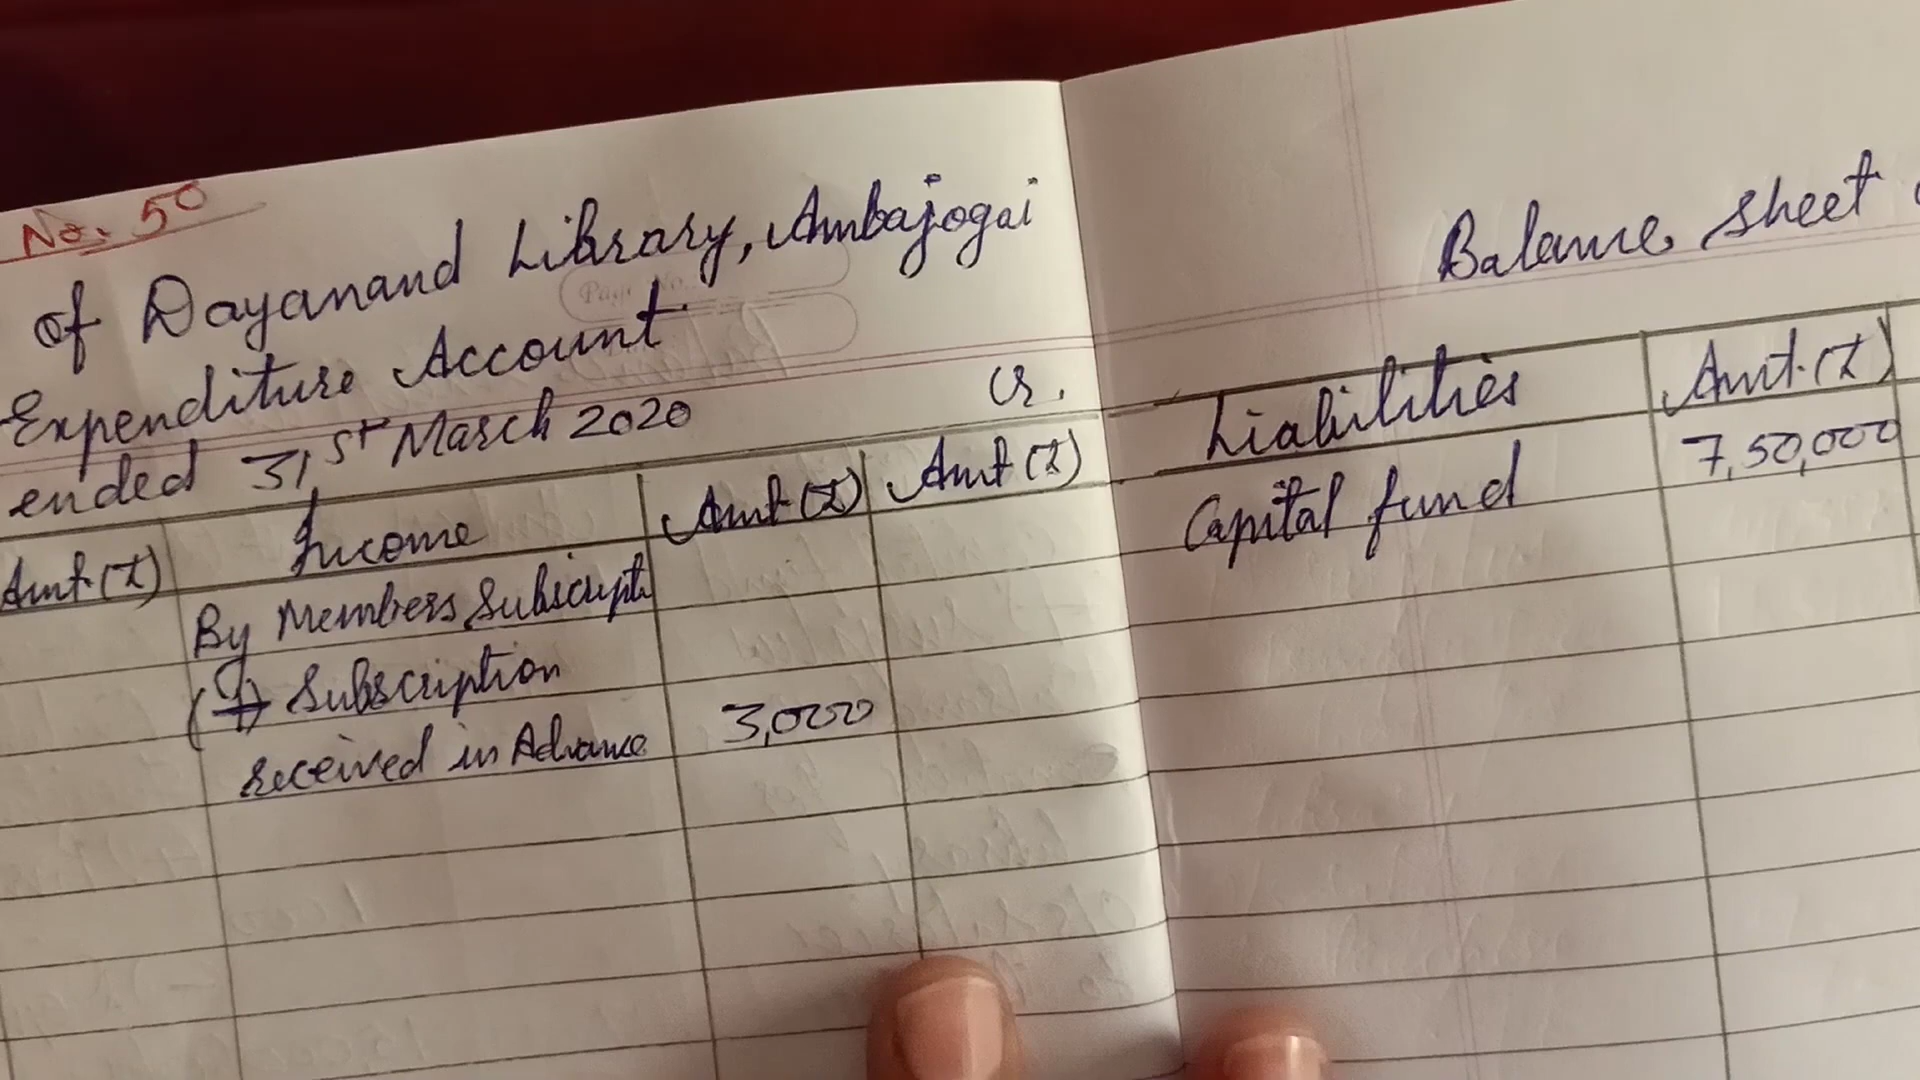 No. 50
of Dayanand Library, Ambajogai
Expenditure Account
ended 31st March 2020
Cr.
Amt.(₹) Income Amt(₹) Amt(₹)
By Members Subscript
(+) Subscription
received in Advance 3,000
Balance Sheet
Liabilities Amt.(₹)
Capital fund 7,50,000